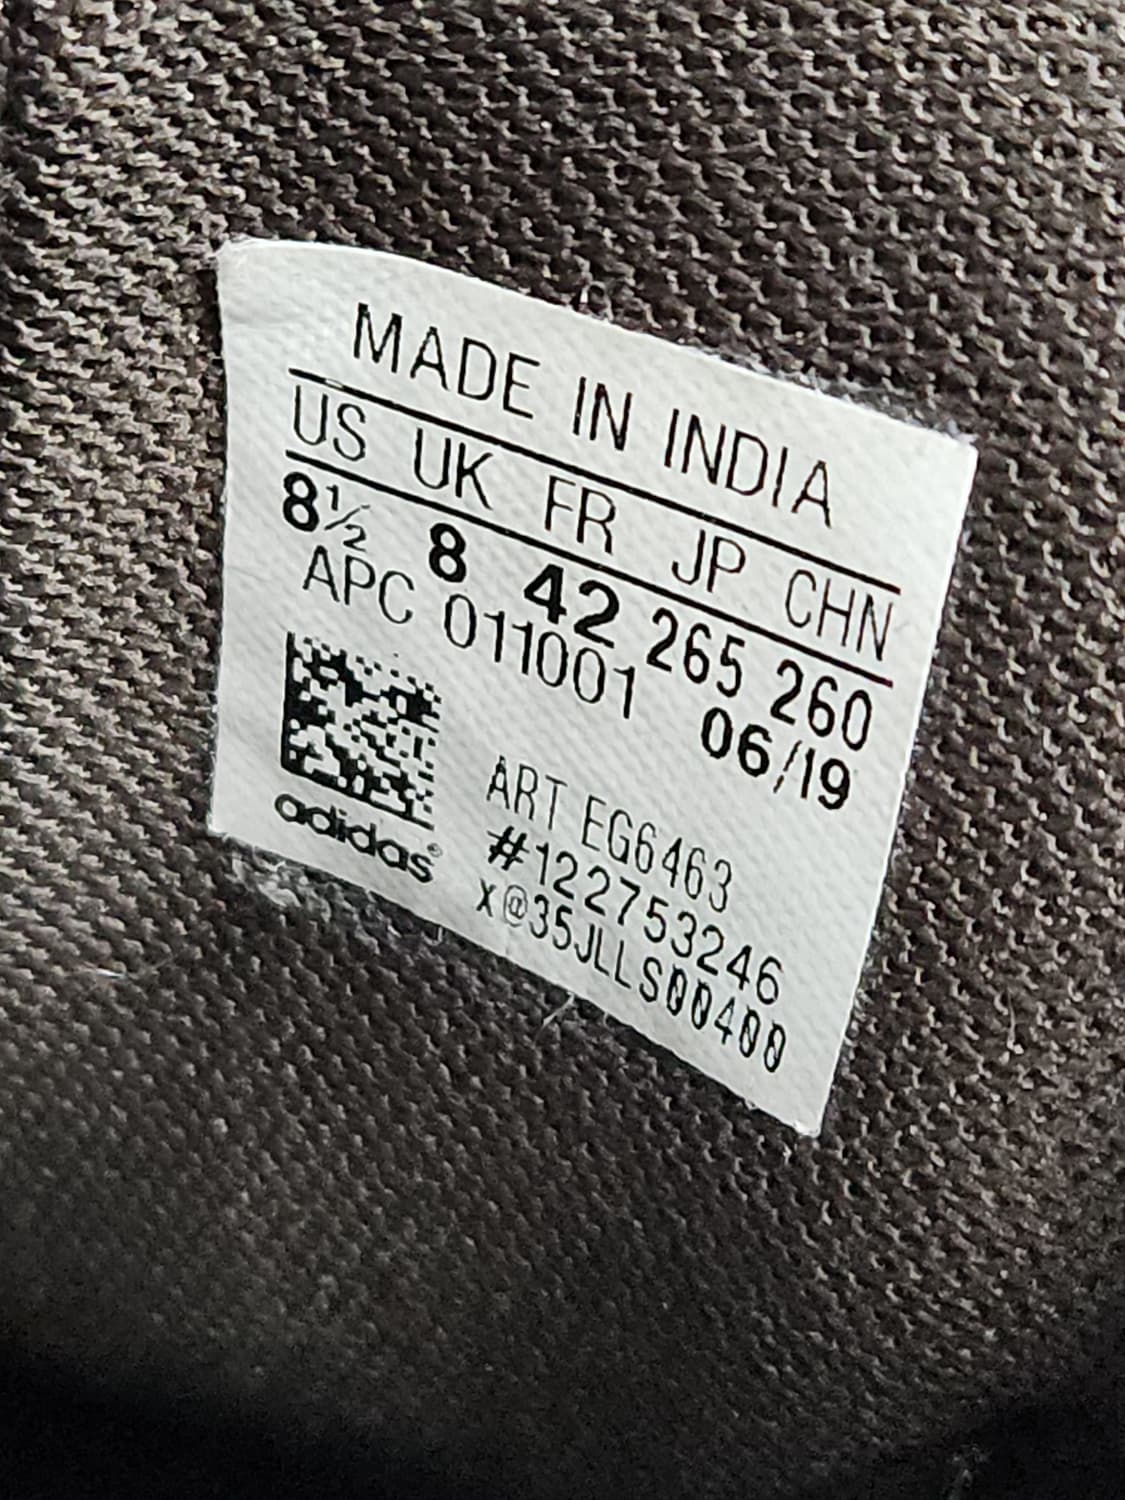 MADE IN INDIA
US UK FR JP CHN
8½ 8 42 265 260
APC 011001 06/19
ART EG6463
#122753246
X@35JLLS00400
adidas®